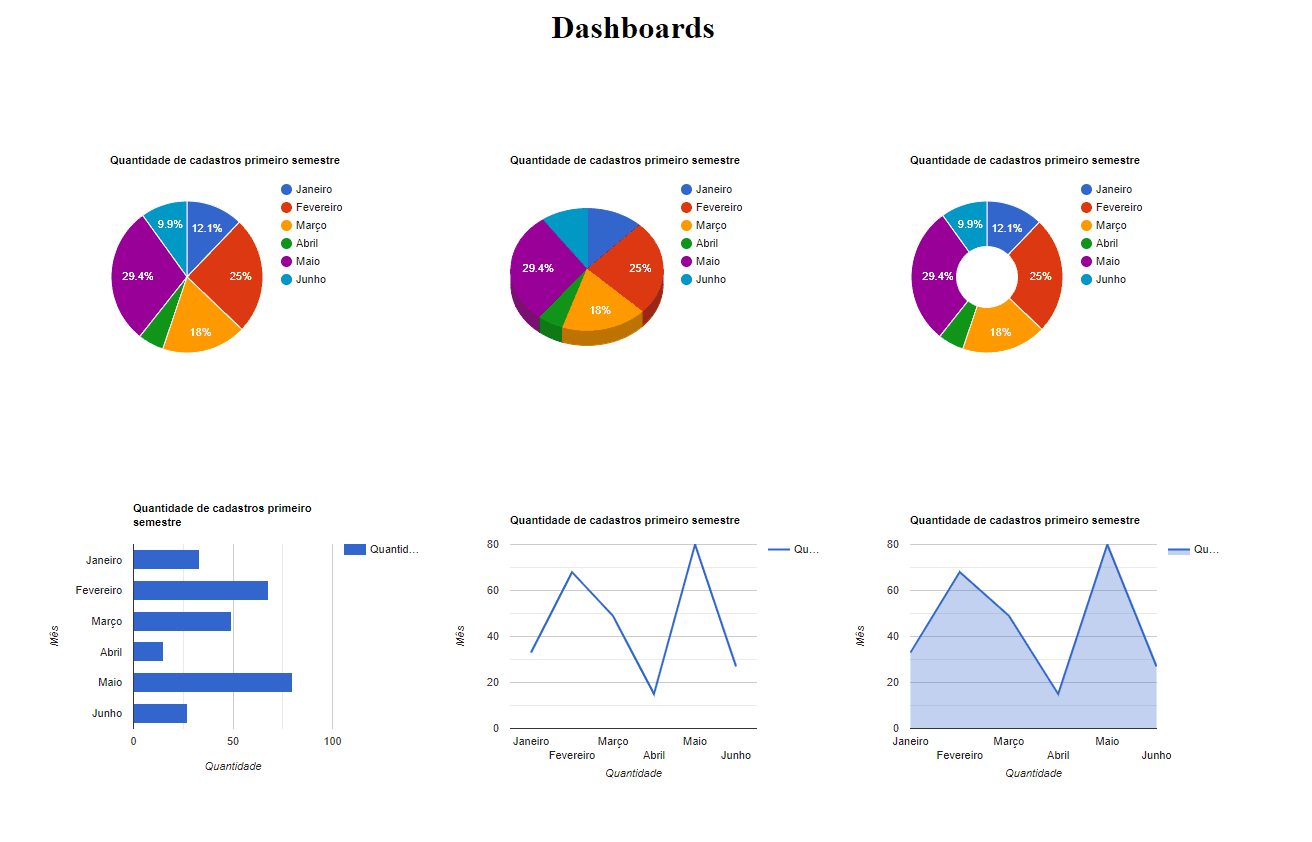 Dashboards
Quantidade de cadastros primeiro semestre
Janeiro
Fevereiro
Março
Abril
Maio
Junho
9.9%
12.1%
29.4%
25%
18%
Quantidade de cadastros primeiro semestre
Janeiro
Fevereiro
Março
Abril
Maio
Junho
29.4%
25%
18%
Quantidade de cadastros primeiro semestre
Janeiro
Fevereiro
Março
Abril
Maio
Junho
9.9%
12.1%
29.4%
25%
18%
Quantidade de cadastros primeiro
semestre
Quantid...
Mês
Janeiro
Fevereiro
Março
Abril
Maio
Junho
0 50 100
Quantidade
Quantidade de cadastros primeiro semestre
Qu...
Mês
80
60
40
20
0
Janeiro Março Maio
Fevereiro Abril Junho
Quantidade
Quantidade de cadastros primeiro semestre
Qu...
Mês
80
60
40
20
0
Janeiro Março Maio
Fevereiro Abril Junho
Quantidade